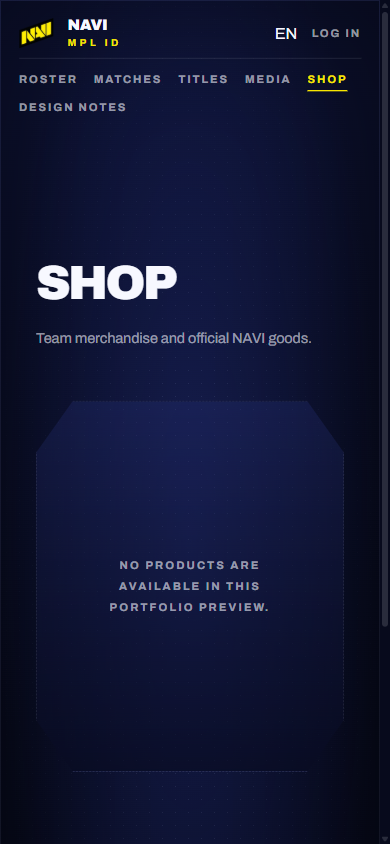 NAVI
MPL ID
EN
LOG IN
ROSTER MATCHES TITLES MEDIA SHOP
DESIGN NOTES
SHOP
Team merchandise and official NAVI goods.
NO PRODUCTS ARE
AVAILABLE IN THIS
PORTFOLIO PREVIEW.